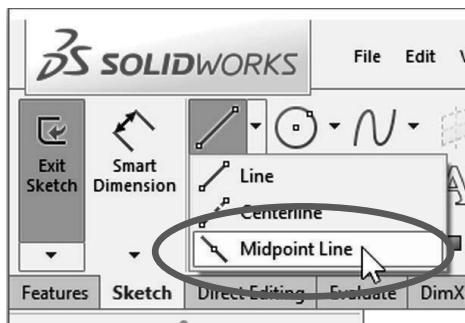 SOLIDWORKS
File Edit
Exit Sketch
Smart Dimension
Line
Centerline
Midpoint Line
Features Sketch Direct Editing Evaluate DimX